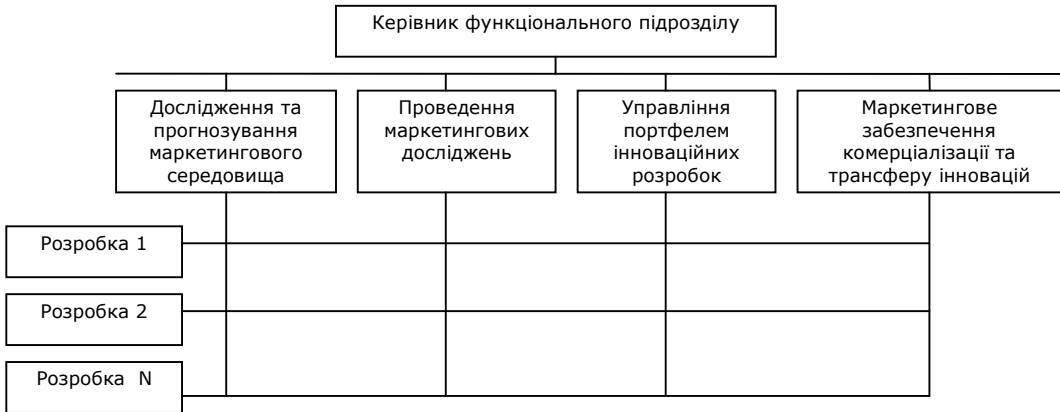 Керівник функціонального підрозділу
Дослідження та
прогнозування
маркетингового
середовища
Проведення
маркетингових
досліджень
Управління
портфелем
інноваційних
розробок
Маркетингове
забезпечення
комерціалізації та
трансферу інновацій
Розробка 1
Розробка 2
Розробка N